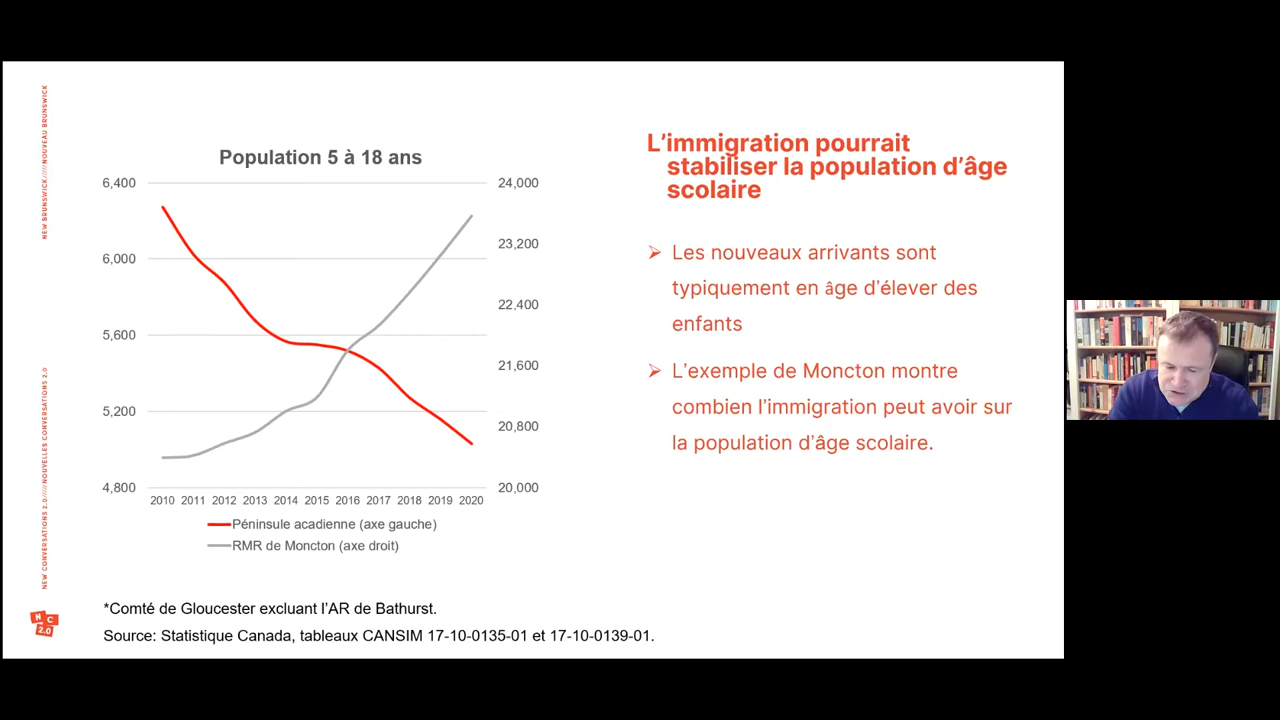 NEW BRUNSWICK////NOUVEAU BRUNSWICK
NEW CONVERSATIONS 2.0////NOUVELLES CONVERSATIONS 2.0
Population 5 à 18 ans
6,400
6,000
5,600
5,200
4,800
24,000
23,200
22,400
21,600
20,800
20,000
2010 2011 2012 2013 2014 2015 2016 2017 2018 2019 2020
Péninsule acadienne (axe gauche)
RMR de Moncton (axe droit)
L'immigration pourrait
stabiliser la population d'âge
scolaire
Les nouveaux arrivants sont
typiquement en âge d'élever des
enfants
L'exemple de Moncton montre
combien l'immigration peut avoir sur
la population d'âge scolaire.
*Comté de Gloucester excluant l'AR de Bathurst.
Source: Statistique Canada, tableaux CANSIM 17-10-0135-01 et 17-10-0139-01.
N
C
2.0